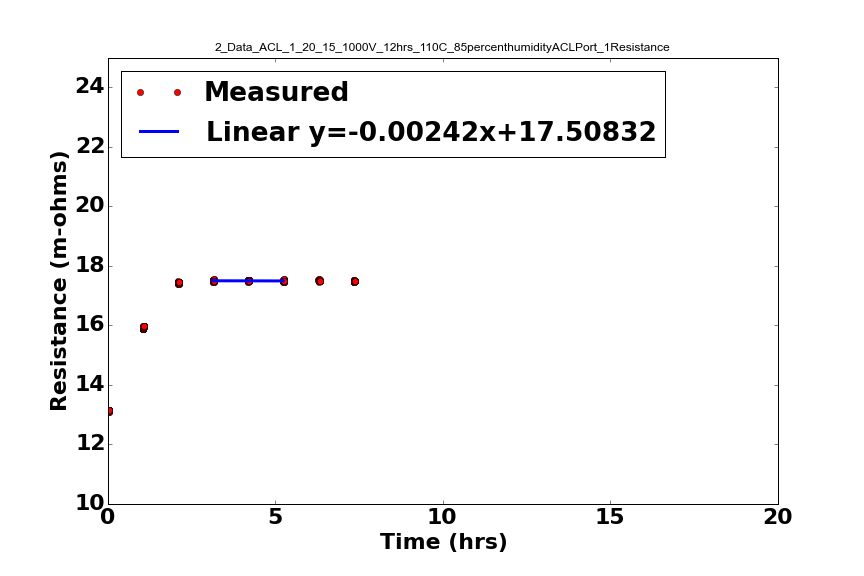 2_Data_ACL_1_20_15_1000V_12hrs_110C_85percenthumidityACLPort_1Resistance
Measured
Linear y=-0.00242x+17.50832
24
22
20
18
16
14
12
10
Resistance (m-ohms)
0 5 10 15 20
Time (hrs)